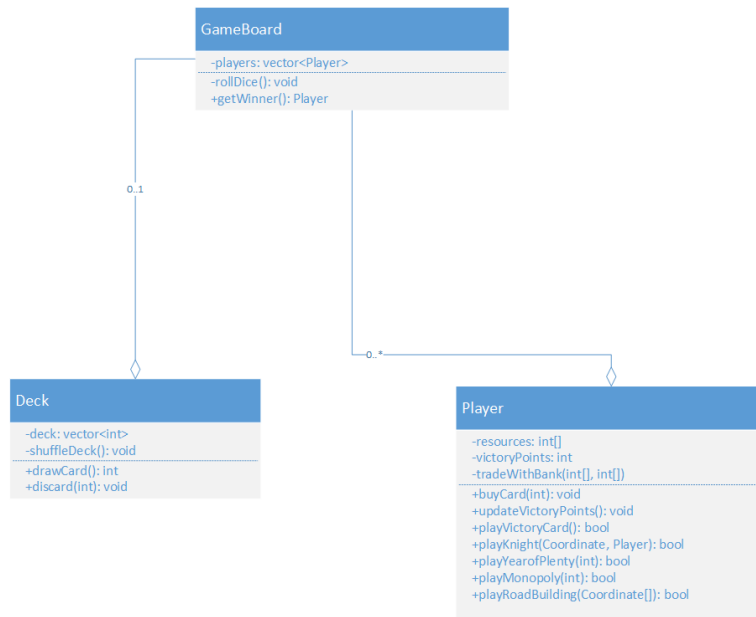 GameBoard
-players: vector<Player>
-rollDice(): void
+getWinner(): Player
0..1
0..*
Deck
-deck: vector<int>
-shuffleDeck(): void
+drawCard(): int
+discard(int): void
Player
-resources: int[]
-victoryPoints: int
-tradeWithBank(int[], int[])
+buyCard(int): void
+updateVictoryPoints(): void
+playVictoryCard(): bool
+playKnight(Coordinate, Player): bool
+playYearofPlenty(int): bool
+playMonopoly(int): bool
+playRoadBuilding(Coordinate[]): bool